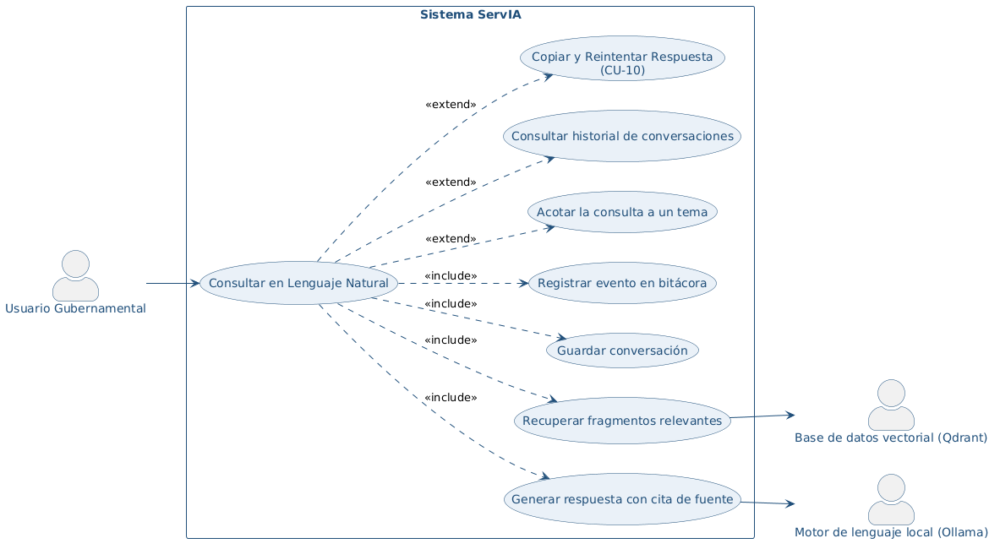 Sistema ServIA
Copiar y Reintentar Respuesta
(CU-10)
«extend»
Consultar historial de conversaciones
«extend»
Acotar la consulta a un tema
«extend»
Usuario Gubernamental
Consultar en Lenguaje Natural
«include»
Registrar evento en bitácora
«include»
Guardar conversación
«include»
Recuperar fragmentos relevantes
«include»
Generar respuesta con cita de fuente
Base de datos vectorial (Qdrant)
Motor de lenguaje local (Ollama)